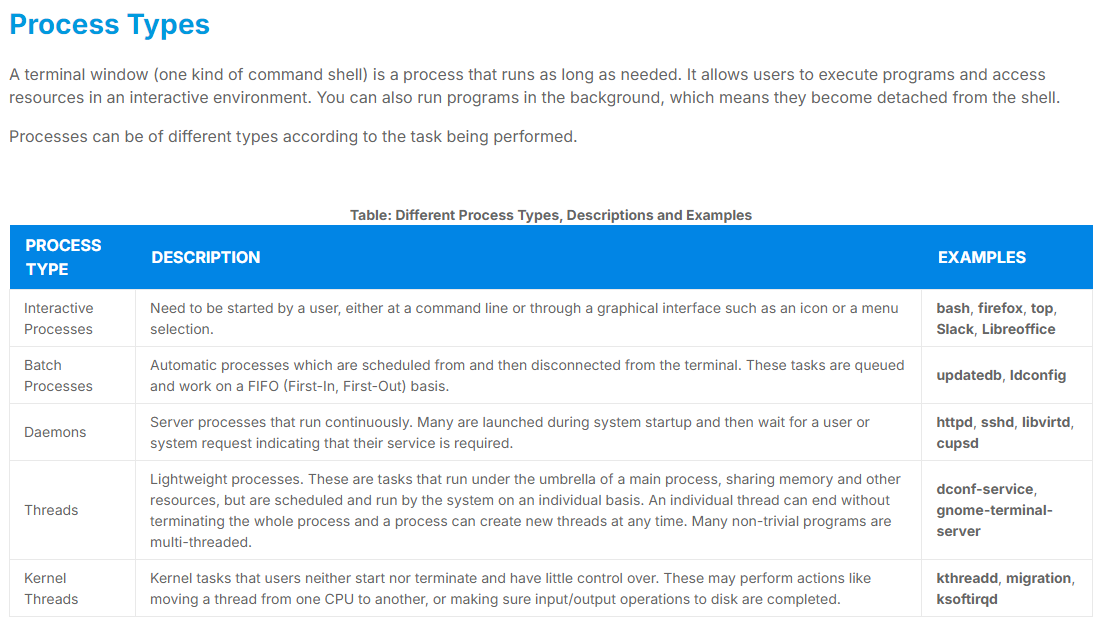 Process Types
A terminal window (one kind of command shell) is a process that runs as long as needed. It allows users to execute programs and access
resources in an interactive environment. You can also run programs in the background, which means they become detached from the shell.
Processes can be of different types according to the task being performed.
Table: Different Process Types, Descriptions and Examples
PROCESS
TYPE
DESCRIPTION
EXAMPLES
Interactive
Processes
Need to be started by a user, either at a command line or through a graphical interface such as an icon or a menu
selection.
bash, firefox, top,
Slack, Libreoffice
Batch
Processes
Automatic processes which are scheduled from and then disconnected from the terminal. These tasks are queued
and work on a FIFO (First-In, First-Out) basis.
updatedb, ldconfig
Daemons
Server processes that run continuously. Many are launched during system startup and then wait for a user or
system request indicating that their service is required.
httpd, sshd, libvirtd,
cupsd
Threads
Lightweight processes. These are tasks that run under the umbrella of a main process, sharing memory and other
resources, but are scheduled and run by the system on an individual basis. An individual thread can end without
terminating the whole process and a process can create new threads at any time. Many non-trivial programs are
multi-threaded.
dconf-service,
gnome-terminal-
server
Kernel
Threads
Kernel tasks that users neither start nor terminate and have little control over. These may perform actions like
moving a thread from one CPU to another, or making sure input/output operations to disk are completed.
kthreadd, migration,
ksoftirqd